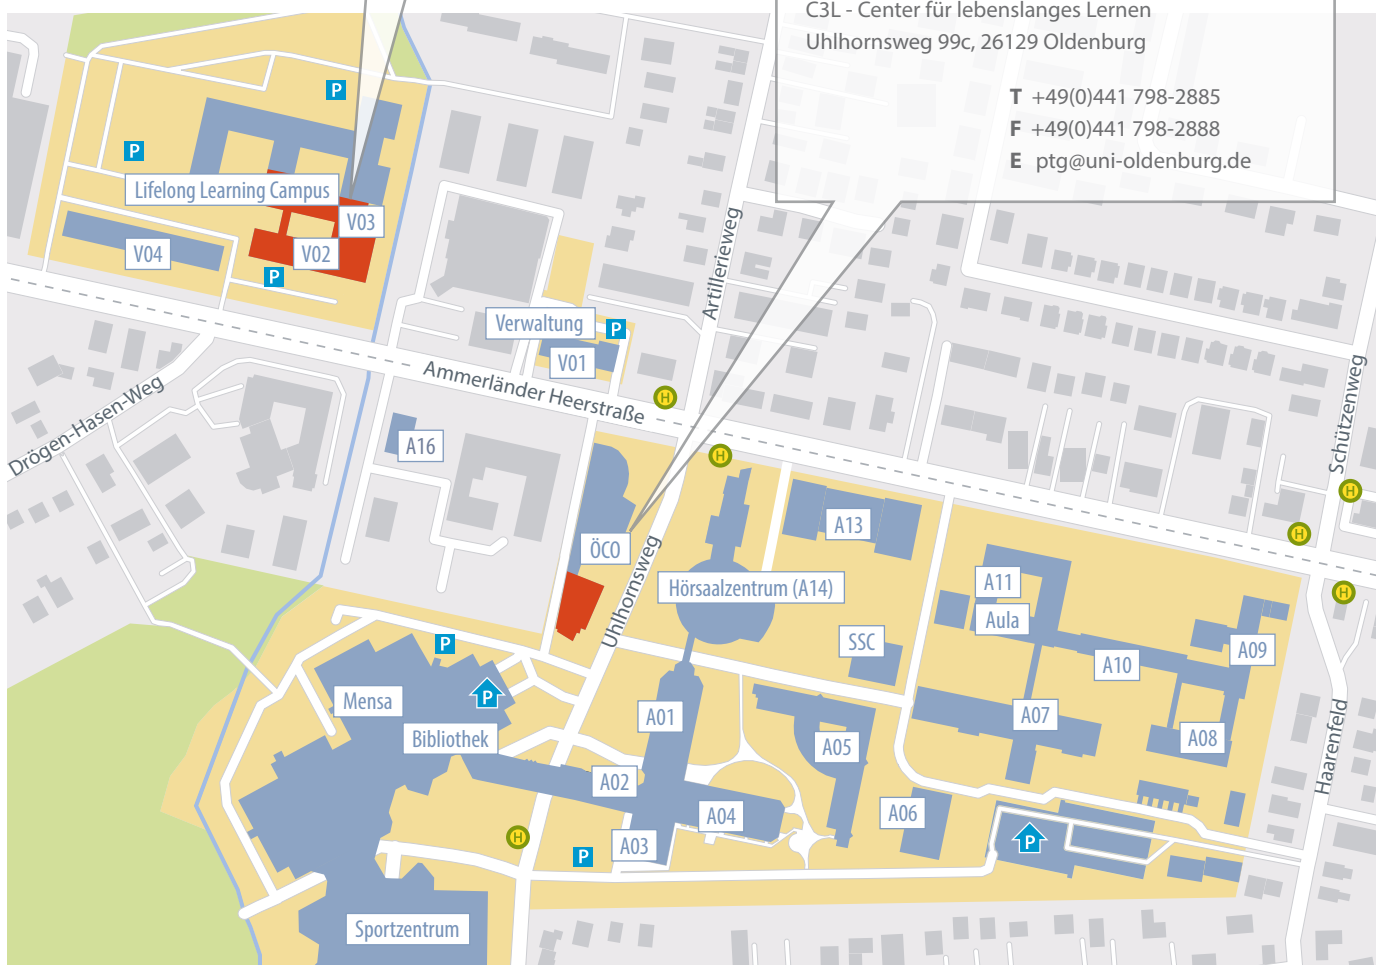 C3L - Center für lebenslanges Lernen
Uhlhornsweg 99c, 26129 Oldenburg
T +49(0)441 798-2885
F +49(0)441 798-2888
E ptg@uni-oldenburg.de
P
P
Lifelong Learning Campus
V03
V02
V04
P
Artillerieweg
Verwaltung
P
V01
Ammerländer Heerstraße
H
Drögen-Hasen-Weg
A16
H
Schützenweg
H
A13
H
ÖCO
Uhlhornsweg
Hörsaalzentrum (A14)
A11
Aula
H
SSC
A09
A10
P
P
Mensa
Bibliothek
A01
A05
A07
A08
Haarenfeld
A02
A04
A06
H
A03
P
P
Sportzentrum